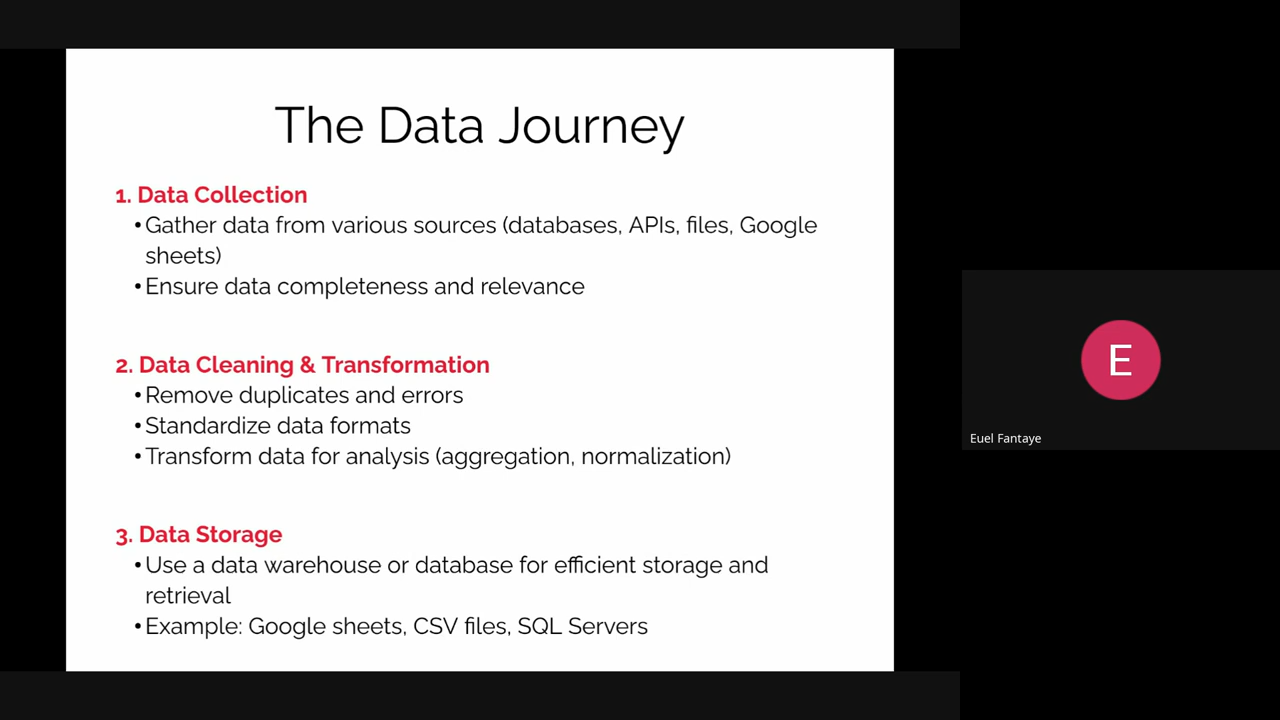 The Data Journey
1. Data Collection
•Gather data from various sources (databases, APIs, files, Google
sheets)
•Ensure data completeness and relevance
2. Data Cleaning & Transformation
•Remove duplicates and errors
•Standardize data formats
•Transform data for analysis (aggregation, normalization)
3. Data Storage
•Use a data warehouse or database for efficient storage and
retrieval
•Example: Google sheets, CSV files, SQL Servers
E
Euel Fantaye